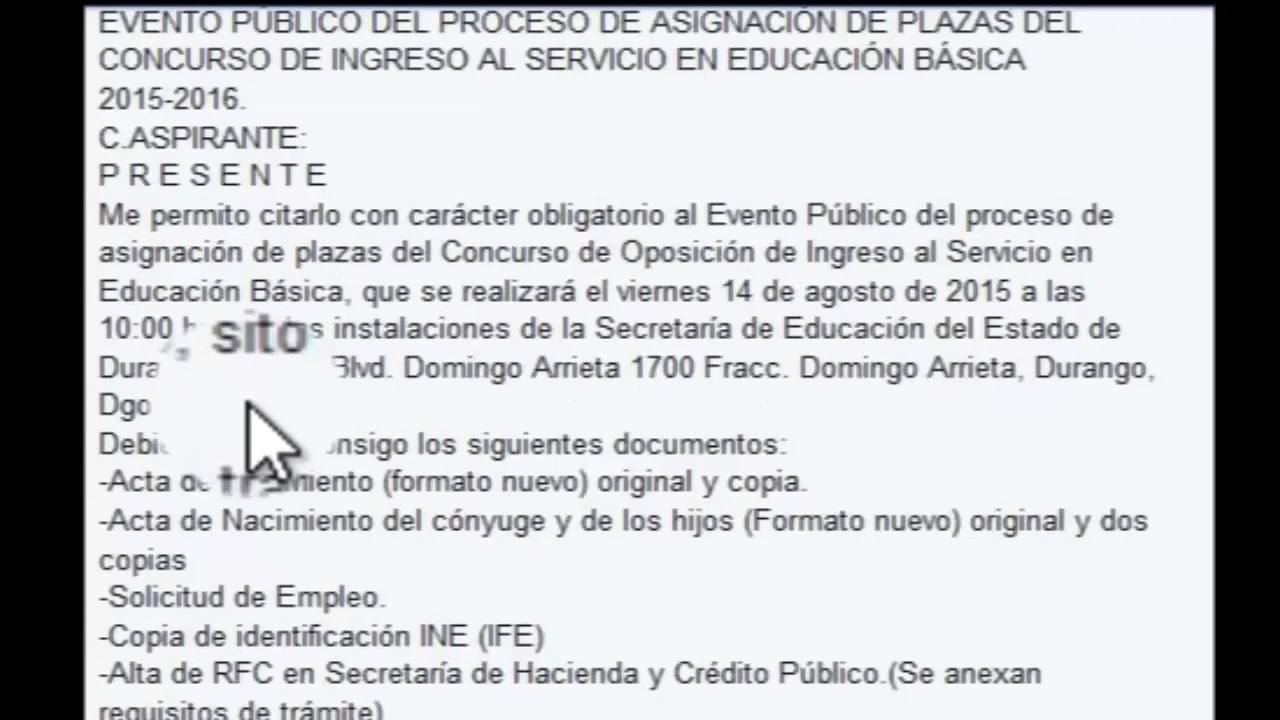 EVENTO PÚBLICO DEL PROCESO DE ASIGNACIÓN DE PLAZAS DEL
CONCURSO DE INGRESO AL SERVICIO EN EDUCACIÓN BÁSICA
2015-2016.
C.ASPIRANTE:
P R E S E N T E
Me permito citarlo con carácter obligatorio al Evento Público del proceso de
asignación de plazas del Concurso de Oposición de Ingreso al Servicio en
Educación Básica, que se realizará el viernes 14 de agosto de 2015 a las
10:00 , sito instalaciones de la Secretaría de Educación del Estado de
Blvd. Domingo Arrieta 1700 Fracc. Domingo Arrieta, Durango,
Dgo
los siguientes documentos:
-Acta (formato nuevo) original y copia.
-Acta de Nacimiento del cónyuge y de los hijos (Formato nuevo) original y dos
copias
-Solicitud de Empleo.
-Copia de identificación INE (IFE)
-Alta de RFC en Secretaría de Hacienda y Crédito Público.(Se anexan
requisitos de trámite)